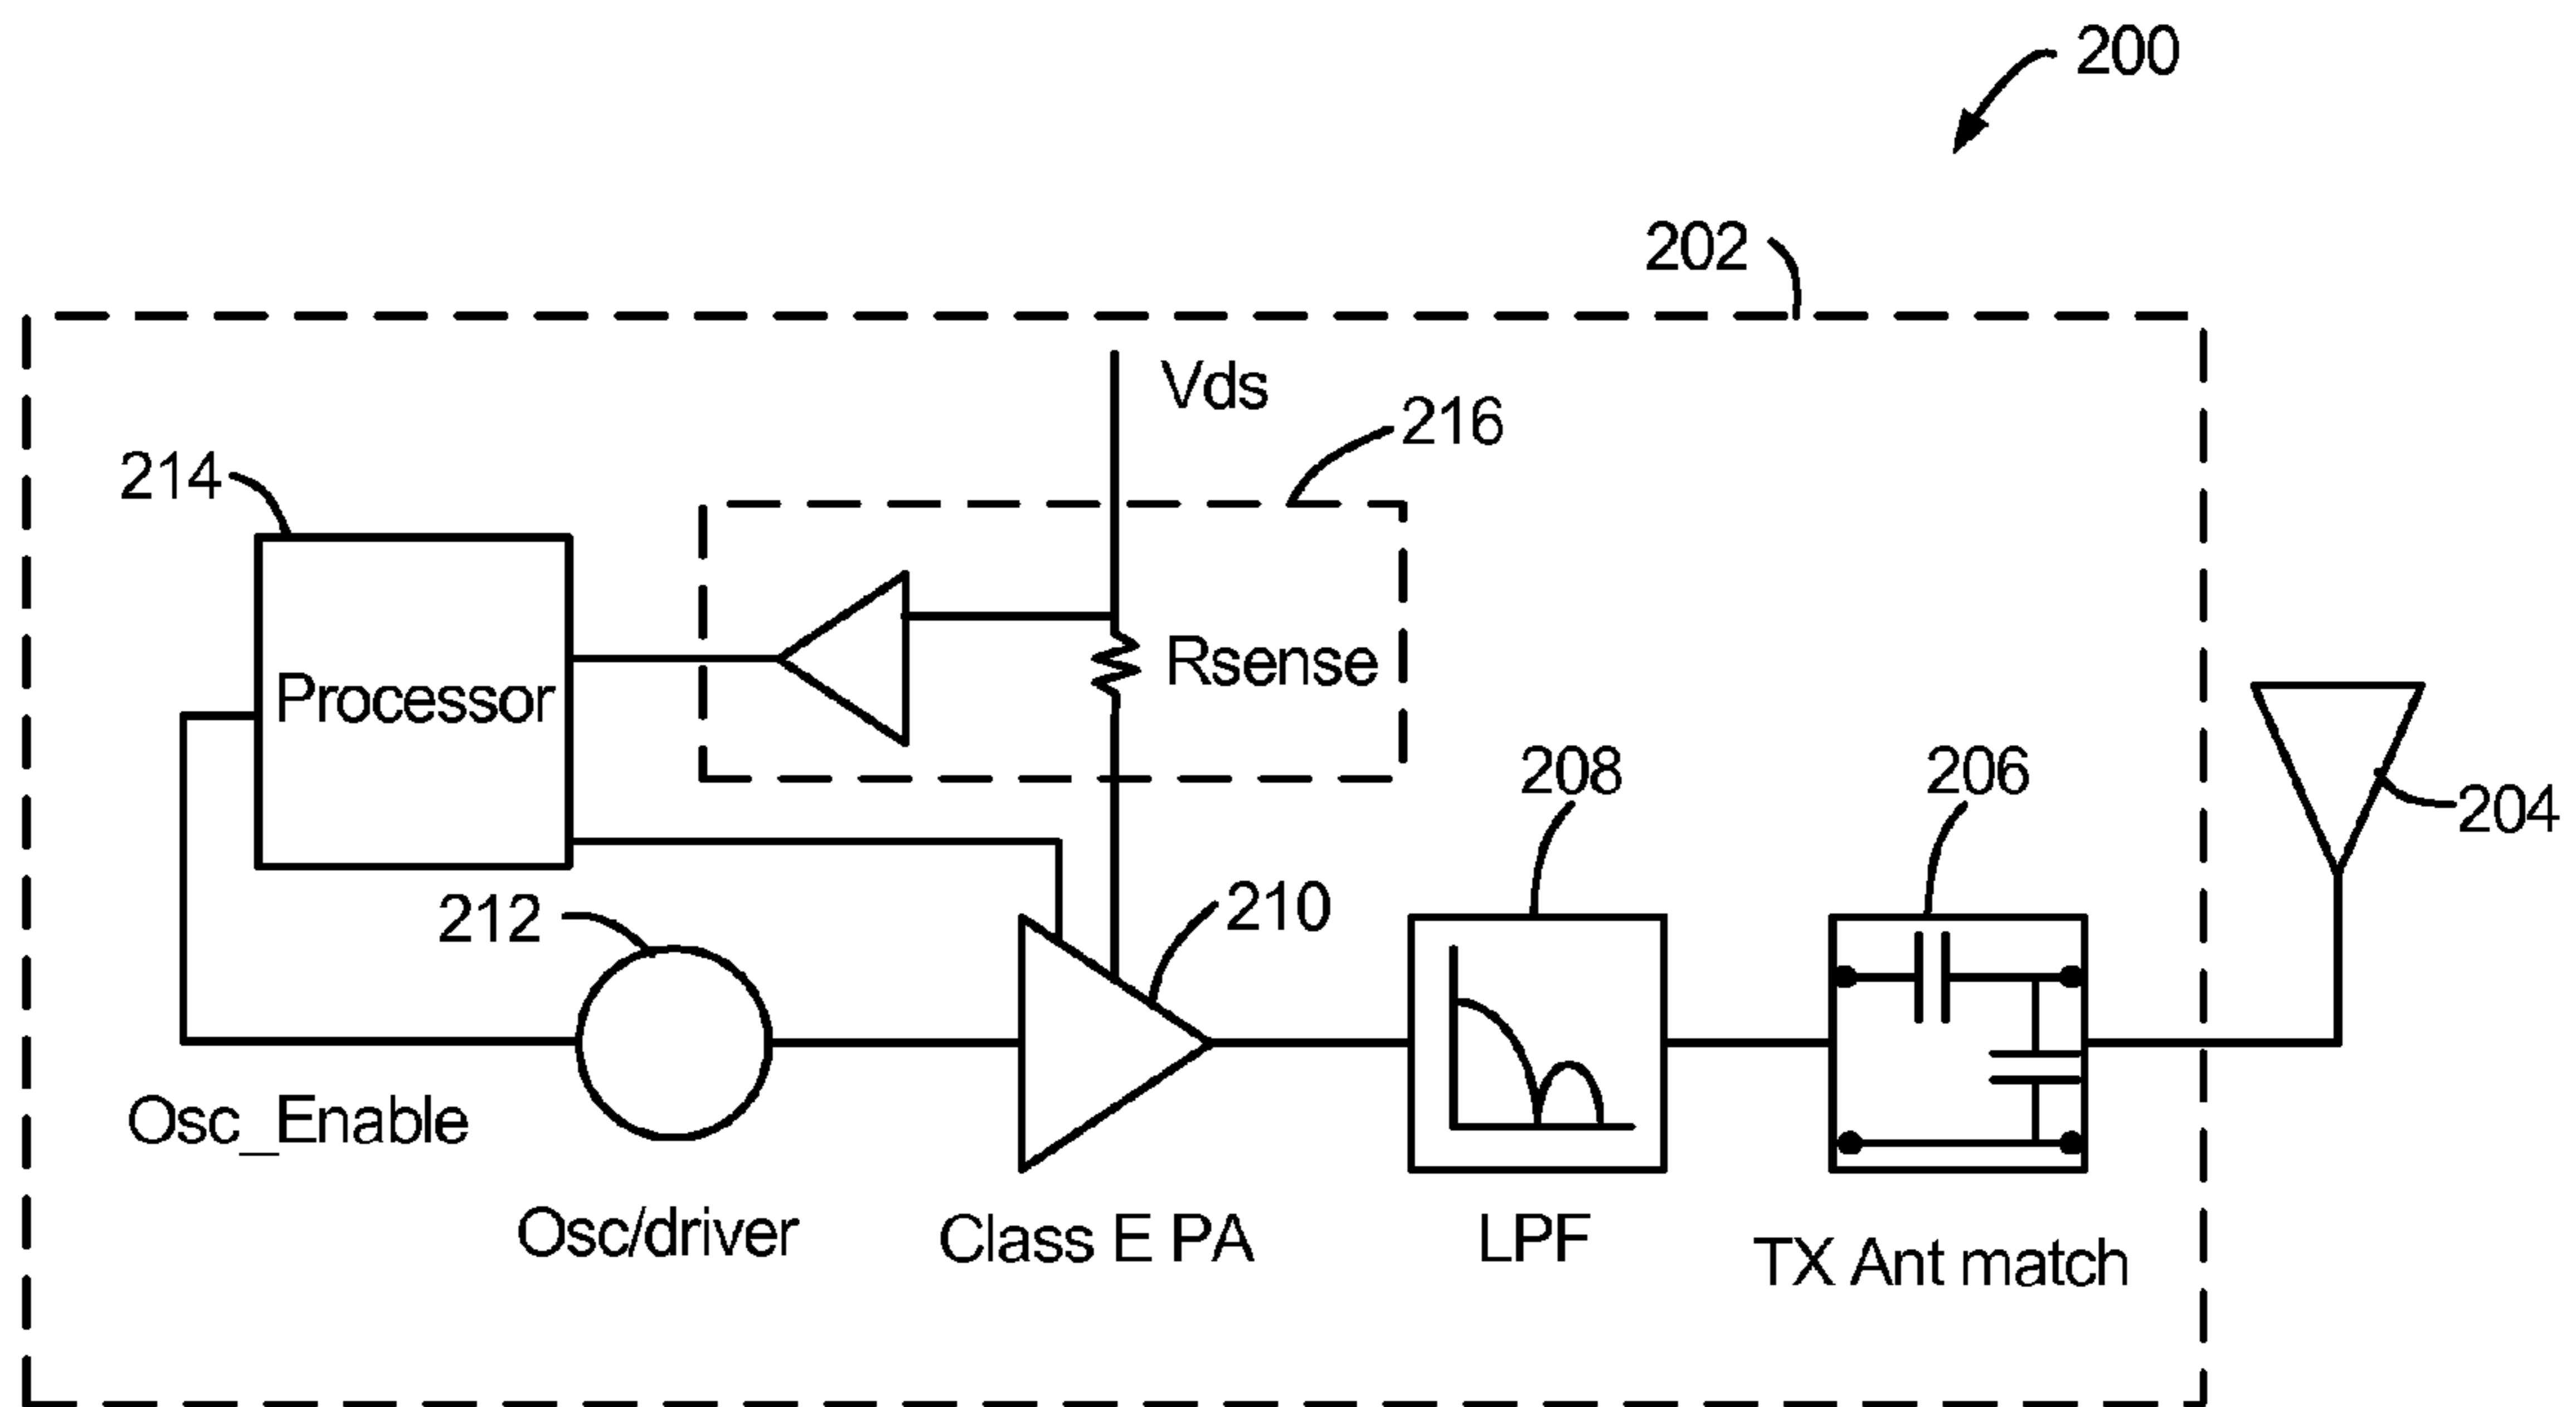 200
202
Vds
216
214
Processor
Rsense
208
206
204
212
210
Osc_Enable
Osc/driver
Class E PA
LPF
TX Ant match